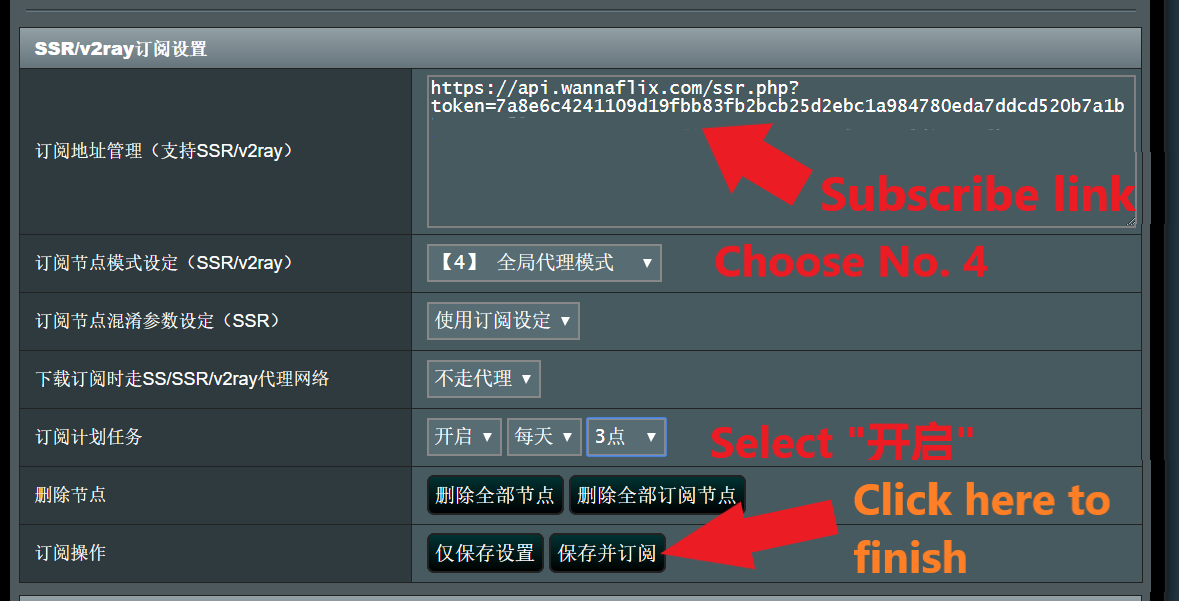 SSR/v2ray订阅设置
订阅地址管理（支持SSR/v2ray）
https://api.wannaflix.com/ssr.php?
token=7a8e6c4241109d19fbb83fb2bcb25d2ebc1a984780eda7ddcd520b7a1b
Subscribe link
订阅节点模式设定（SSR/v2ray）
【4】 全局代理模式
Choose No. 4
订阅节点混淆参数设定（SSR）
使用订阅设定
下载订阅时走SS/SSR/v2ray代理网络
不走代理
订阅计划任务
开启 每天 3点
Select "开启"
删除节点
删除全部节点 删除全部订阅节点
Click here to
finish
订阅操作
仅保存设置 保存并订阅